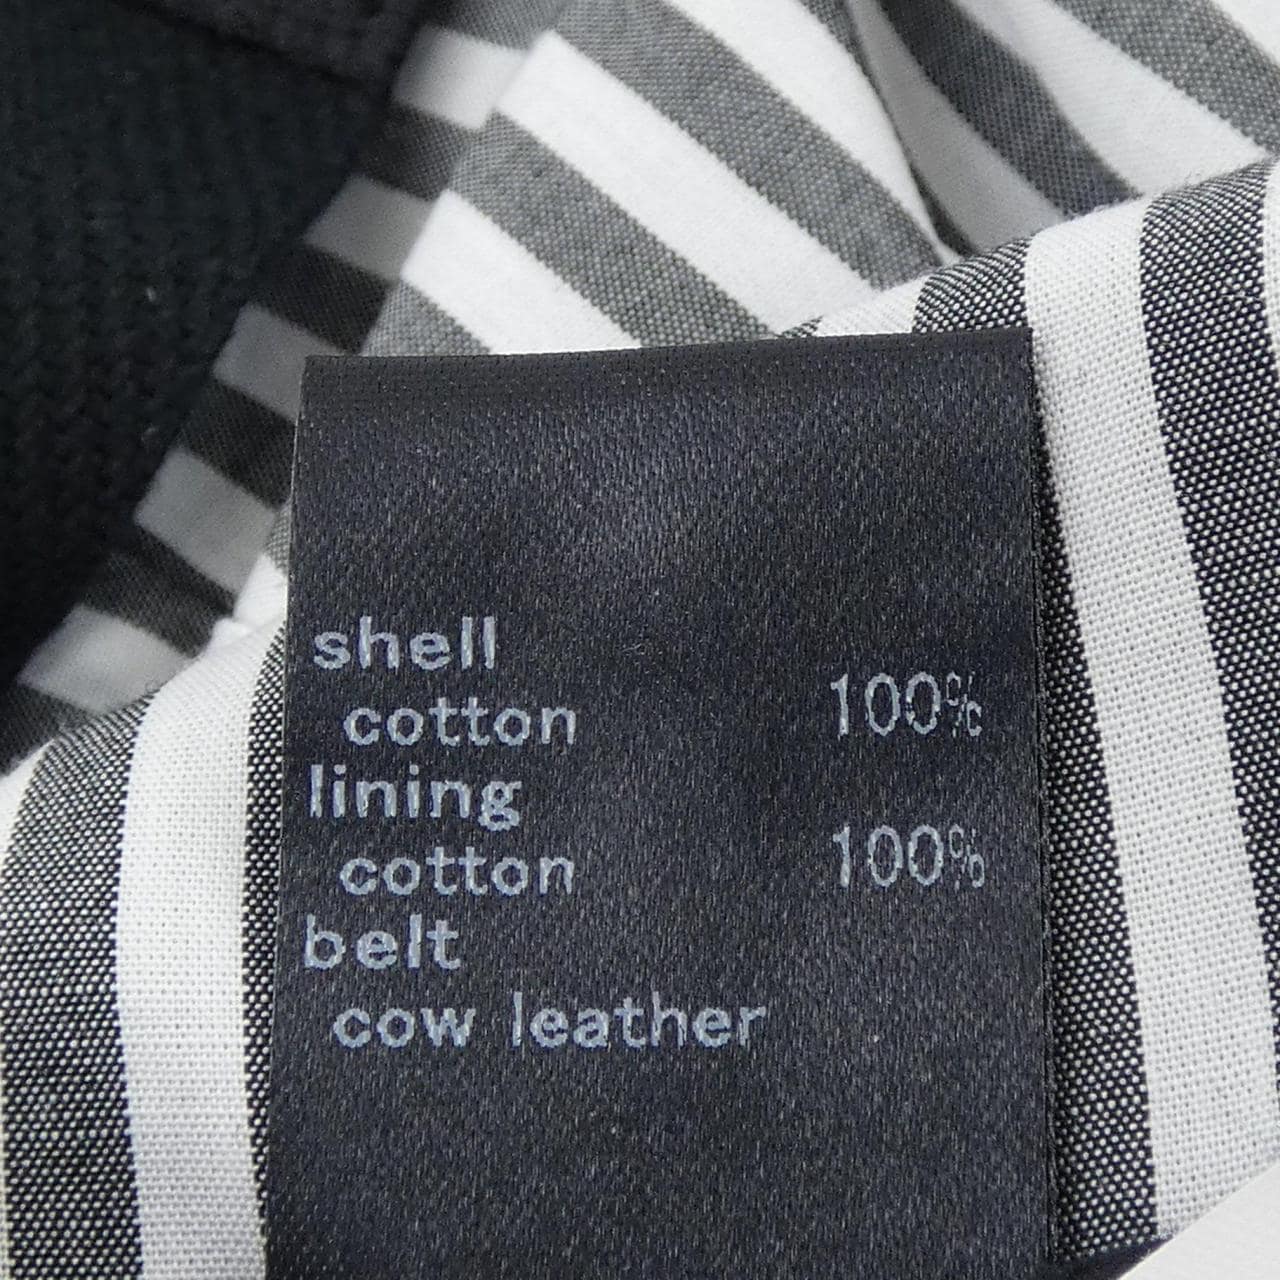 shell
cotton 100%
lining
cotton 100%
belt
cow leather